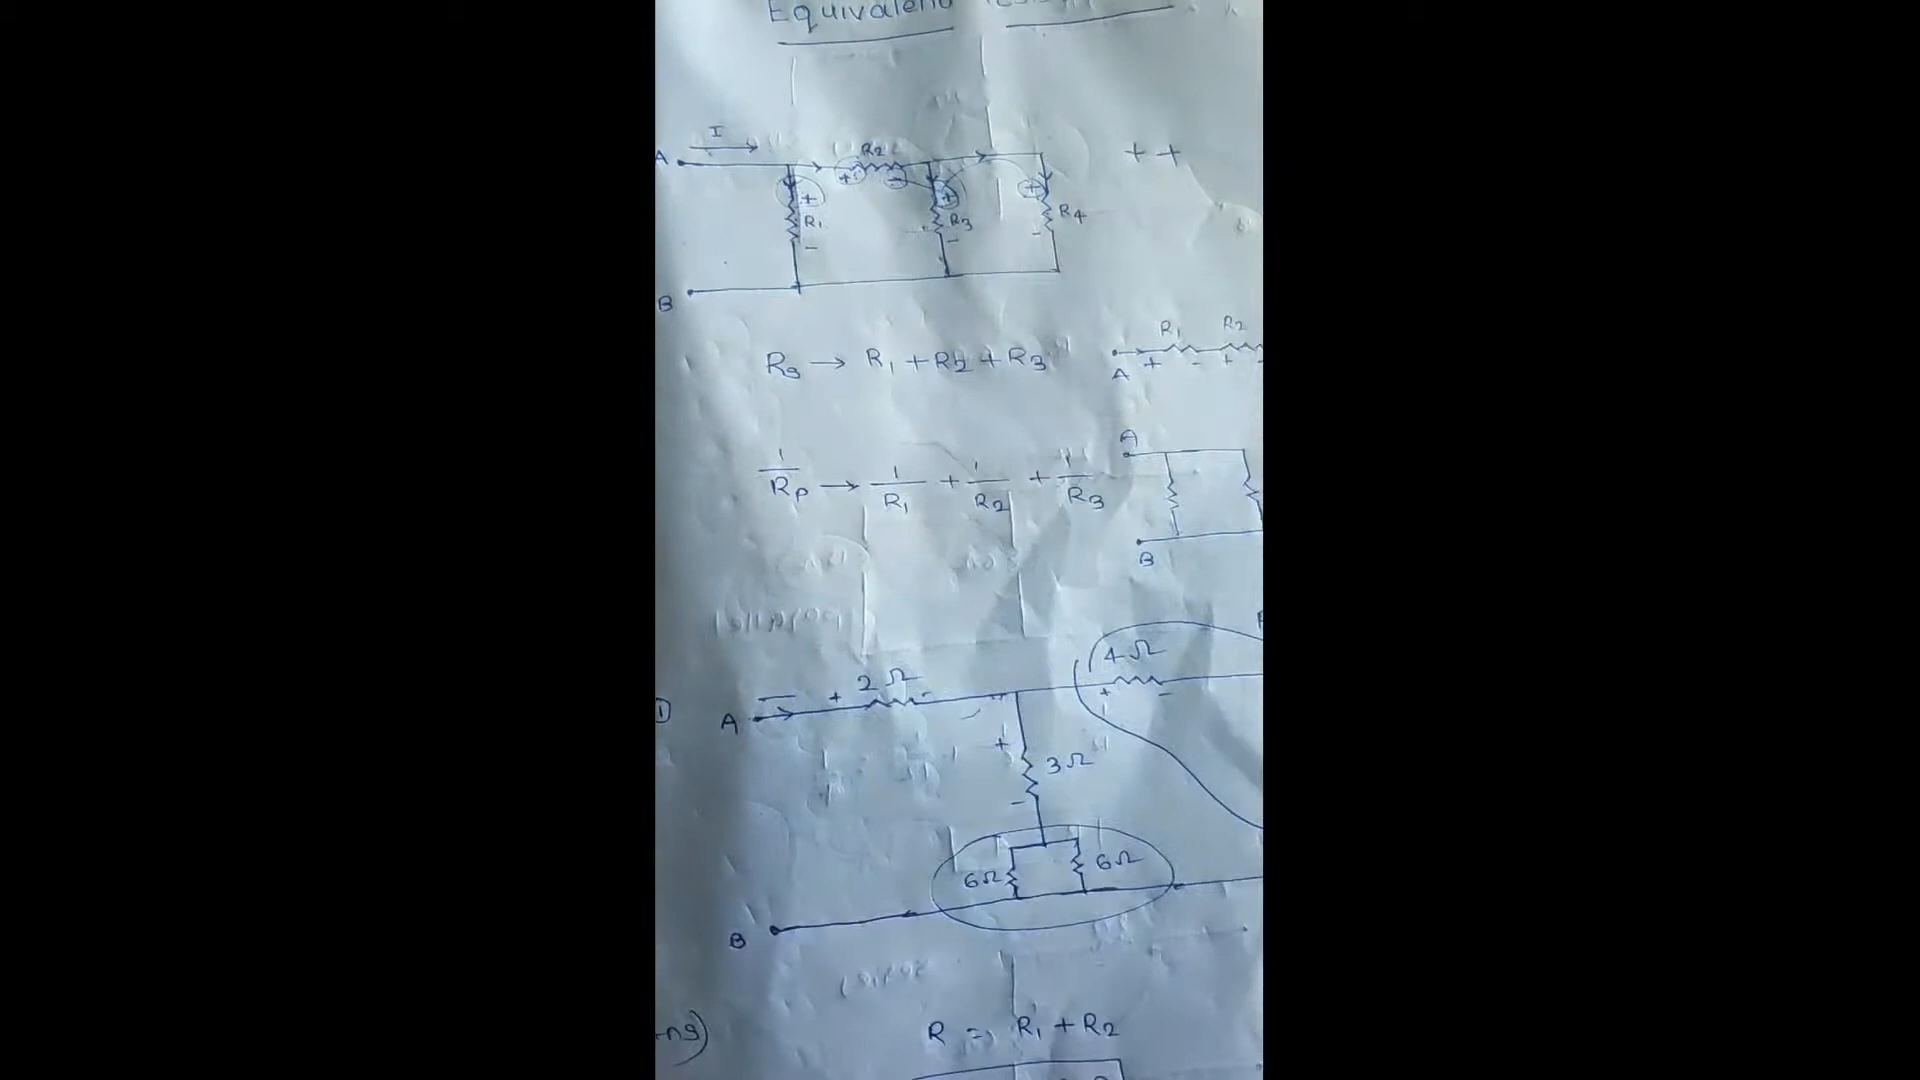 Equivalent
I
A
R2
+ - + +
+ +
R1 R3 R4
- - -
B
R1 R2
Rs → R1 + R2 + R3
A + - +
A
1/Rp → 1/R1 + 1/R2 + 1/R3
B
4Ω
① A + 2Ω - + -
+ 3Ω
-
6Ω 6Ω
B
R => R1 + R2